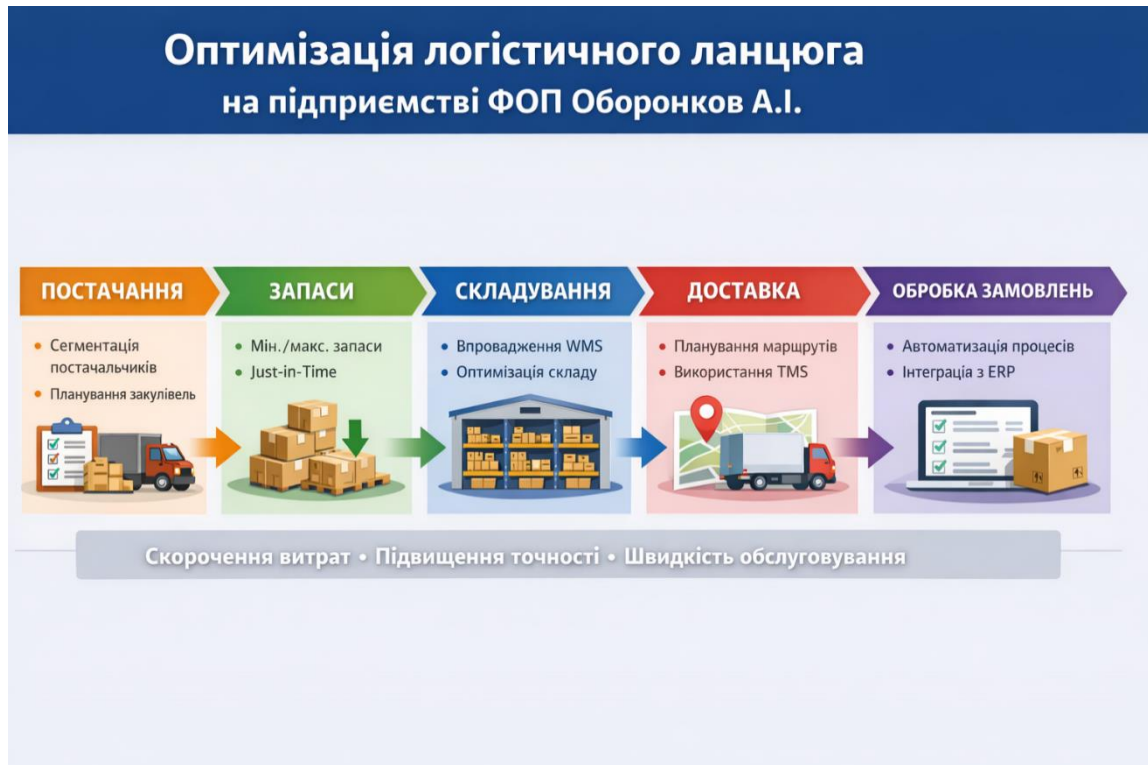 Оптимізація логістичного ланцюга
на підприємстві ФОП Оборонков А.І.
ПОСТАЧАННЯ
• Сегментація
постачальчиків
• Планування закулівель
ЗАПАСИ
• Мін./макс. запаси
• Just-in-Time
СКЛАДУВАННЯ
• Впровадження WMS
• Оптимізація складу
ДОСТАВКА
• Планування маршрутів
• Використання TMS
ОБРОБКА ЗАМОВЛЕНЬ
• Автоматизація процесів
• Інтеграція з ERP
Скорочення витрат • Підвищення точності • Швидкість обслуговування